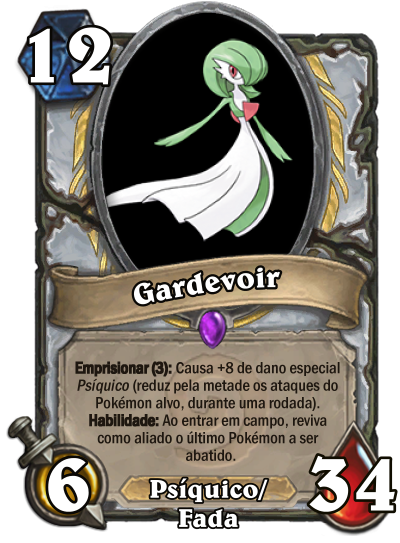 12
Gardevoir
Emprisionar (3): Causa +8 de dano especial
Psíquico (reduz pela metade os ataques do
Pokémon alvo, durante uma rodada).
Habilidade: Ao entrar em campo, reviva
como aliado o último Pokémon a ser
abatido.
6
Psíquico/
Fada
34